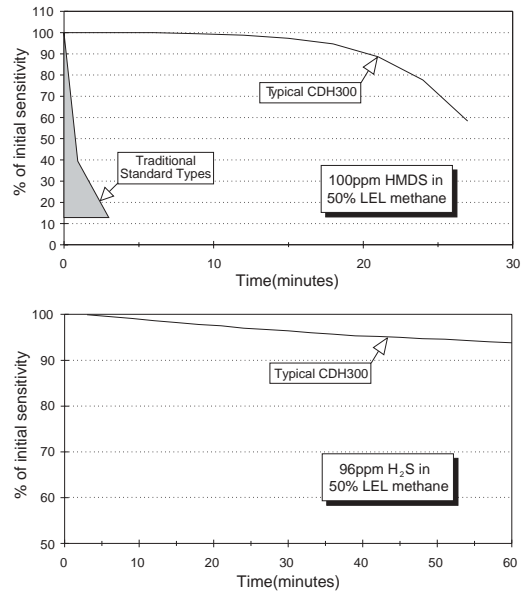 % of initial sensitivity
110
100
90
80
70
60
50
40
30
20
10
0
Typical CDH300
Traditional
Standard Types
100ppm HMDS in
50% LEL methane
0 10 20 30
Time(minutes)
% of initial sensitivity
100
90
80
70
60
50
Typical CDH300
96ppm H₂S in
50% LEL methane
0 10 20 30 40 50 60
Time(minutes)